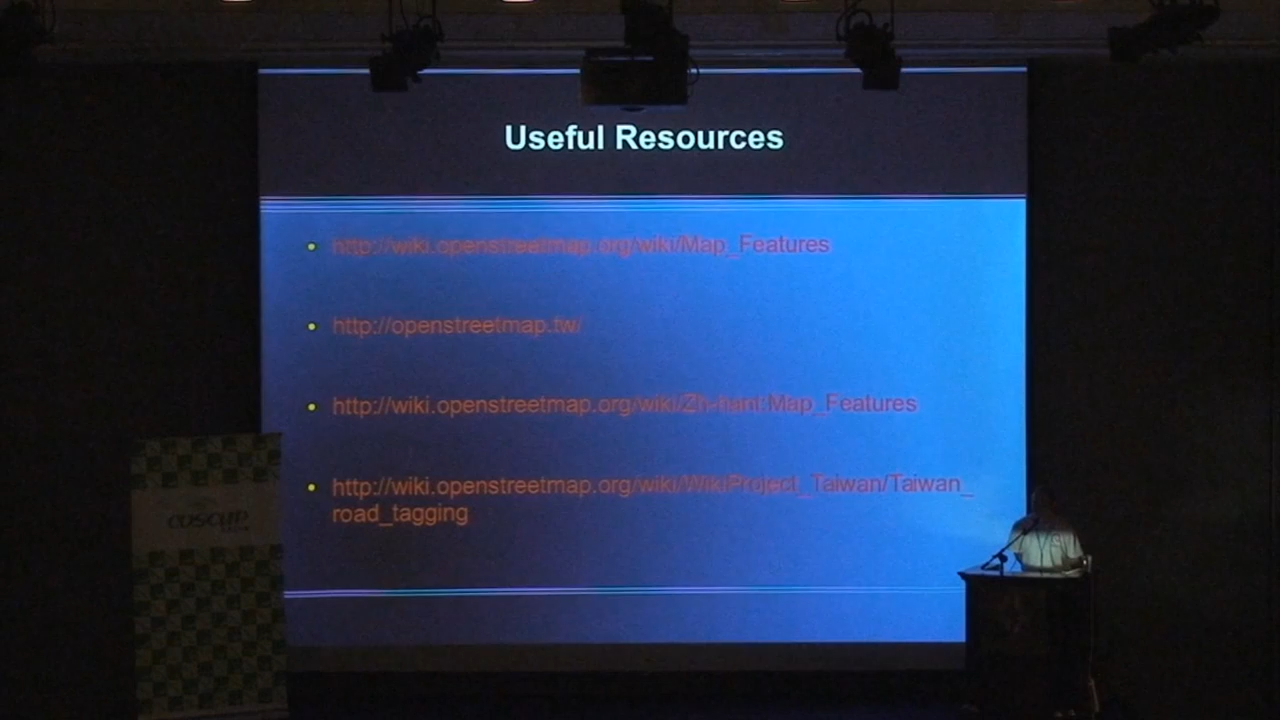 Useful Resources
http://wiki.openstreetmap.org/wiki/Map_Features
http://openstreetmap.tw/
http://wiki.openstreetmap.org/wiki/Zh-hant:Map_Features
http://wiki.openstreetmap.org/wiki/WikiProject_Taiwan/Taiwan_
road_tagging
COSCUP